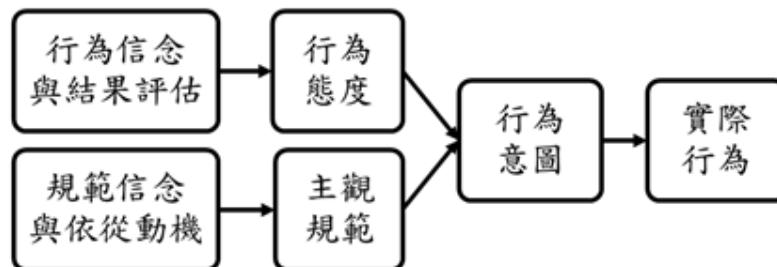 行為信念
與結果評估
行為
態度
規範信念
與依從動機
主觀
規範
行為
意圖
實際
行為